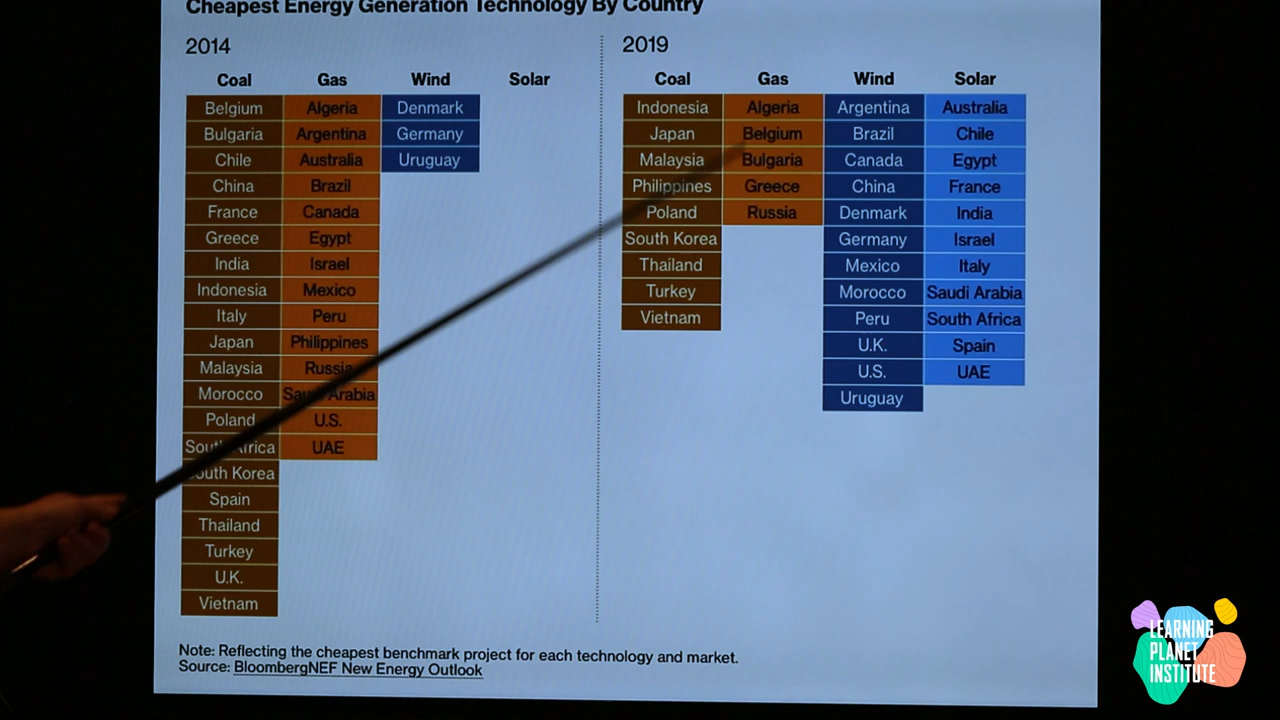 Cheapest Energy Generation Technology By Country
2014
Coal Gas Wind Solar
Belgium Algeria Denmark
Bulgaria Argentina Germany
Chile Australia Uruguay
China Brazil
France Canada
Greece Egypt
India Israel
Indonesia Mexico
Italy Peru
Japan Philippines
Malaysia Russia
Morocco Saudi Arabia
Poland U.S.
South Africa UAE
South Korea
Spain
Thailand
Turkey
U.K.
Vietnam
2019
Coal Gas Wind Solar
Indonesia Algeria Argentina Australia
Japan Belgium Brazil Chile
Malaysia Bulgaria Canada Egypt
Philippines Greece China France
Poland Russia Denmark India
South Korea Germany Israel
Thailand Mexico Italy
Turkey Morocco Saudi Arabia
Vietnam Peru South Africa
U.K. Spain
U.S. UAE
Uruguay
Note: Reflecting the cheapest benchmark project for each technology and market.
Source: BloombergNEF New Energy Outlook
LEARNING
PLANET
INSTITUTE